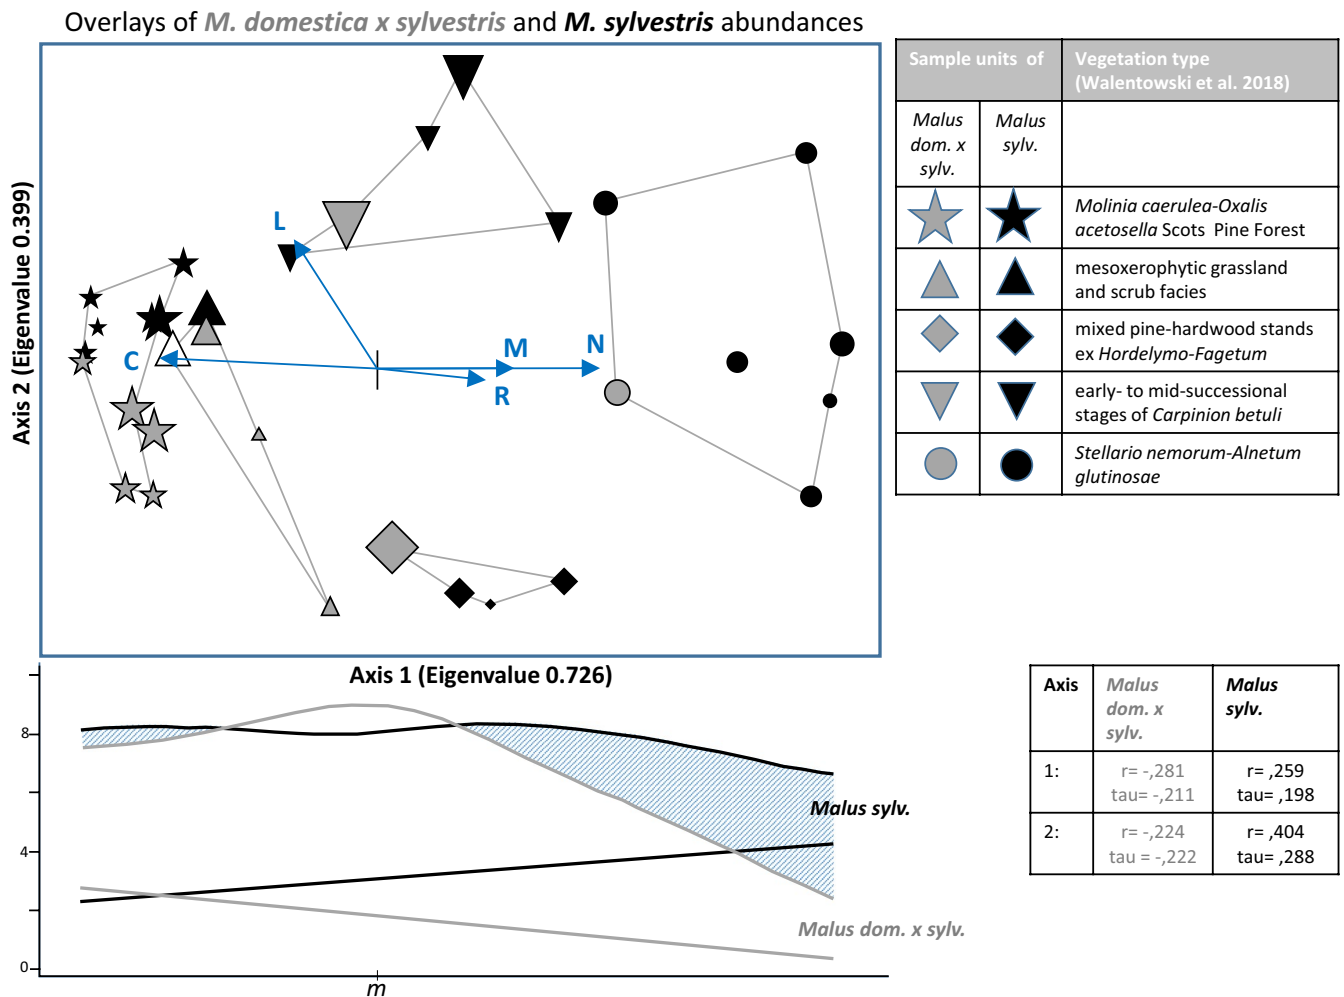 Overlays of M. domestica x sylvestris and M. sylvestris abundances
Axis 2 (Eigenvalue 0.399)
L
C
M
N
R
Axis 1 (Eigenvalue 0.726)
Sample units of
Vegetation type
(Walentowski et al. 2018)
Malus
dom. x
sylv.
Malus
sylv.
Molinia caerulea-Oxalis
acetosella Scots Pine Forest
mesoxerophytic grassland
and scrub facies
mixed pine-hardwood stands
ex Hordelymo-Fagetum
early- to mid-successional
stages of Carpinion betuli
Stellario nemorum-Alnetum
glutinosae
8
4
0
Malus sylv.
Malus dom. x sylv.
m
Axis
Malus
dom. x
sylv.
Malus
sylv.
1:
r= -,281
tau= -,211
r= ,259
tau= ,198
2:
r= -,224
tau = -,222
r= ,404
tau= ,288